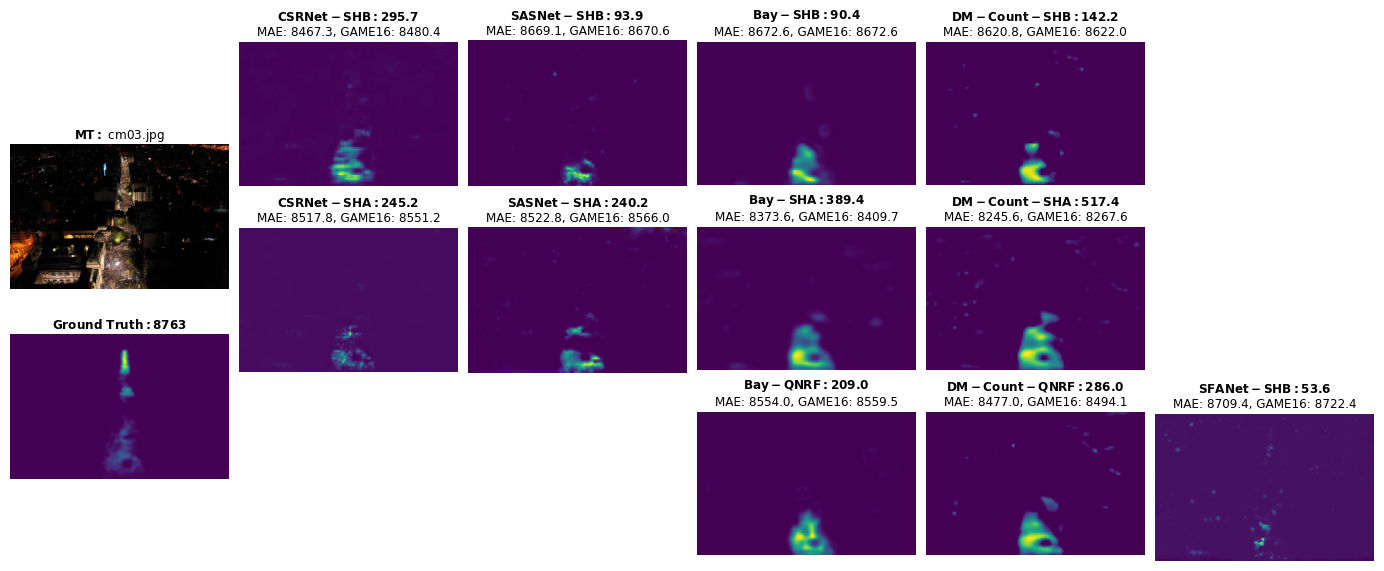 MT: cm03.jpg
Ground Truth: 8763
CSRNet-SHB: 295.7
MAE: 8467.3, GAME16: 8480.4
SASNet-SHB: 93.9
MAE: 8669.1, GAME16: 8670.6
Bay-SHB: 90.4
MAE: 8672.6, GAME16: 8672.6
DM-Count-SHB: 142.2
MAE: 8620.8, GAME16: 8622.0
CSRNet-SHA: 245.2
MAE: 8517.8, GAME16: 8551.2
SASNet-SHA: 240.2
MAE: 8522.8, GAME16: 8566.0
Bay-SHA: 389.4
MAE: 8373.6, GAME16: 8409.7
DM-Count-SHA: 517.4
MAE: 8245.6, GAME16: 8267.6
Bay-QNRF: 209.0
MAE: 8554.0, GAME16: 8559.5
DM-Count-QNRF: 286.0
MAE: 8477.0, GAME16: 8494.1
SFANet-SHB: 53.6
MAE: 8709.4, GAME16: 8722.4